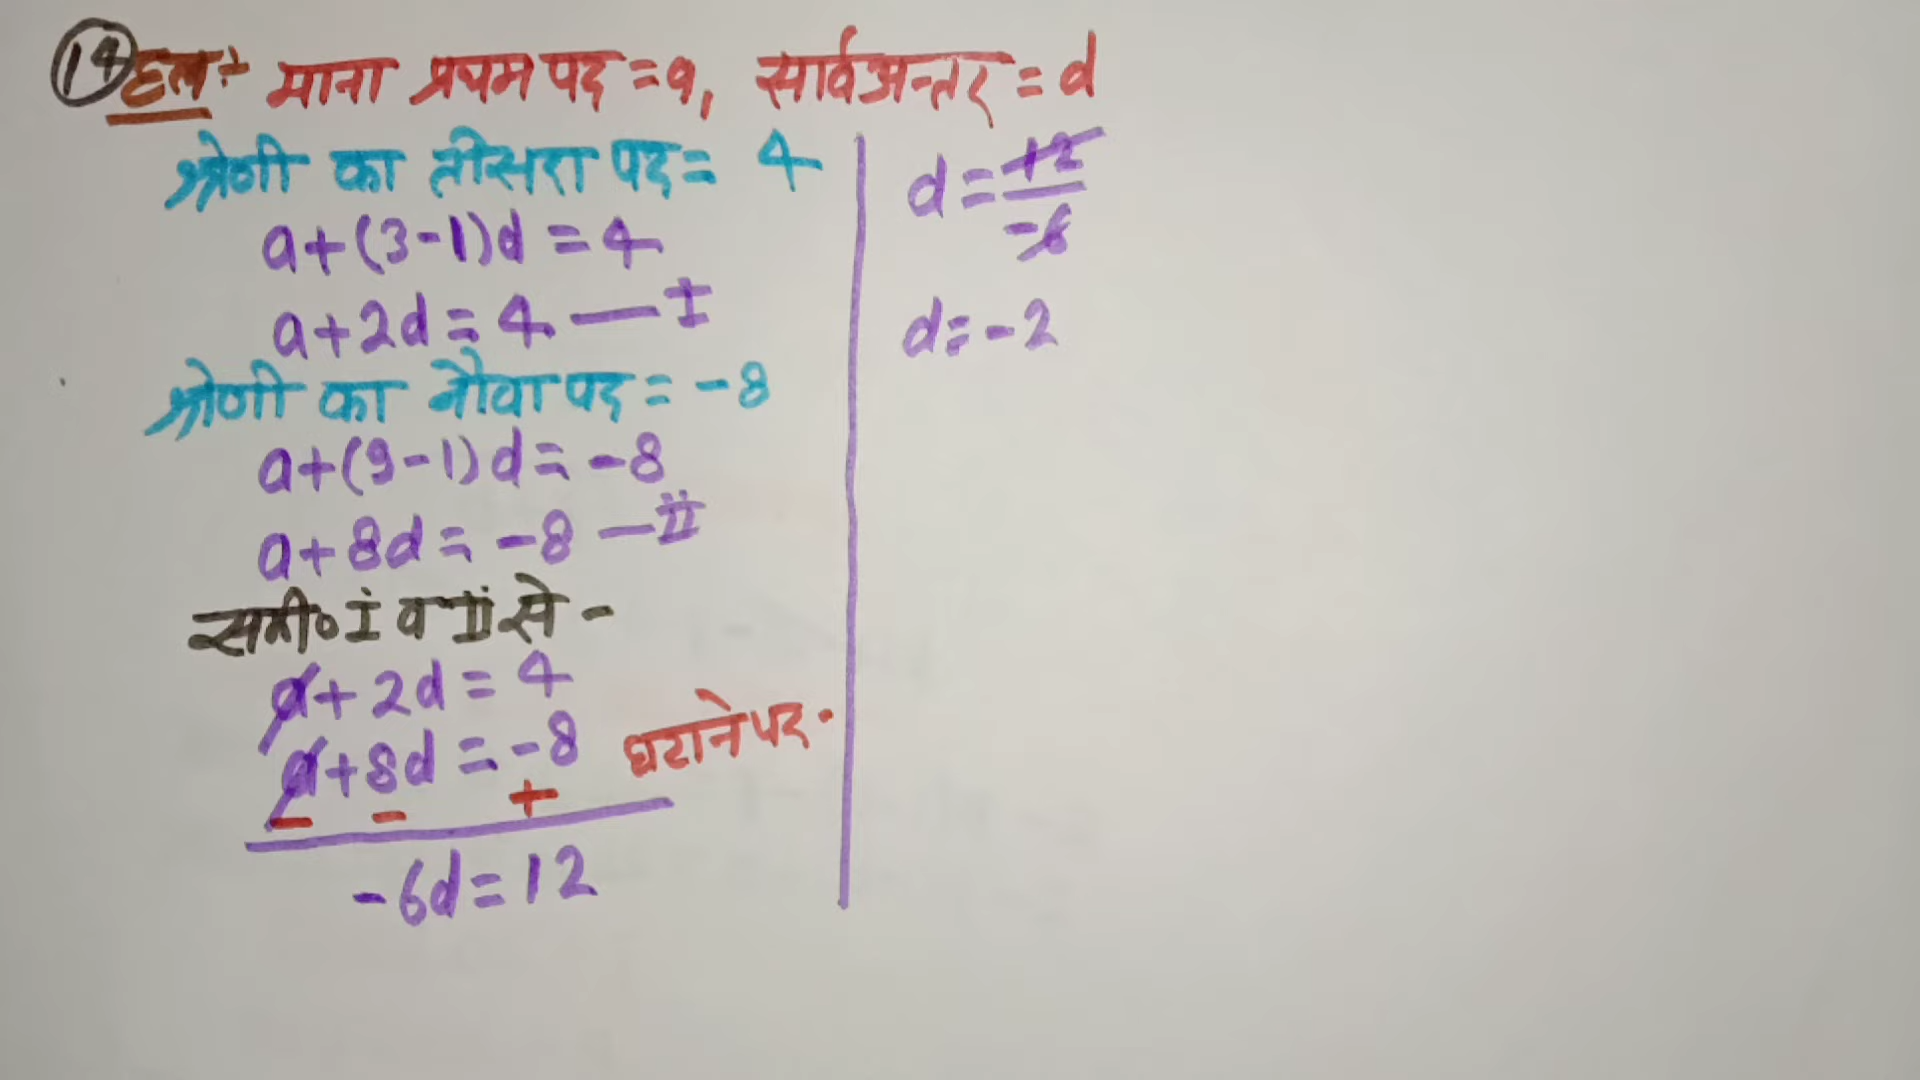 14 हल÷ माना प्रथम पद = a, सार्वअन्तर = d
श्रेणी का तीसरा पद = 4
a+(3-1)d = 4
a+2d = 4 — I
श्रेणी का नौवा पद = -8
a+(9-1)d = -8
a+8d = -8 — II
समी० I व II से -
a+2d = 4
a+8d = -8 घटाने पर -
- - +
-6d = 12
d = 12/-6
d = -2